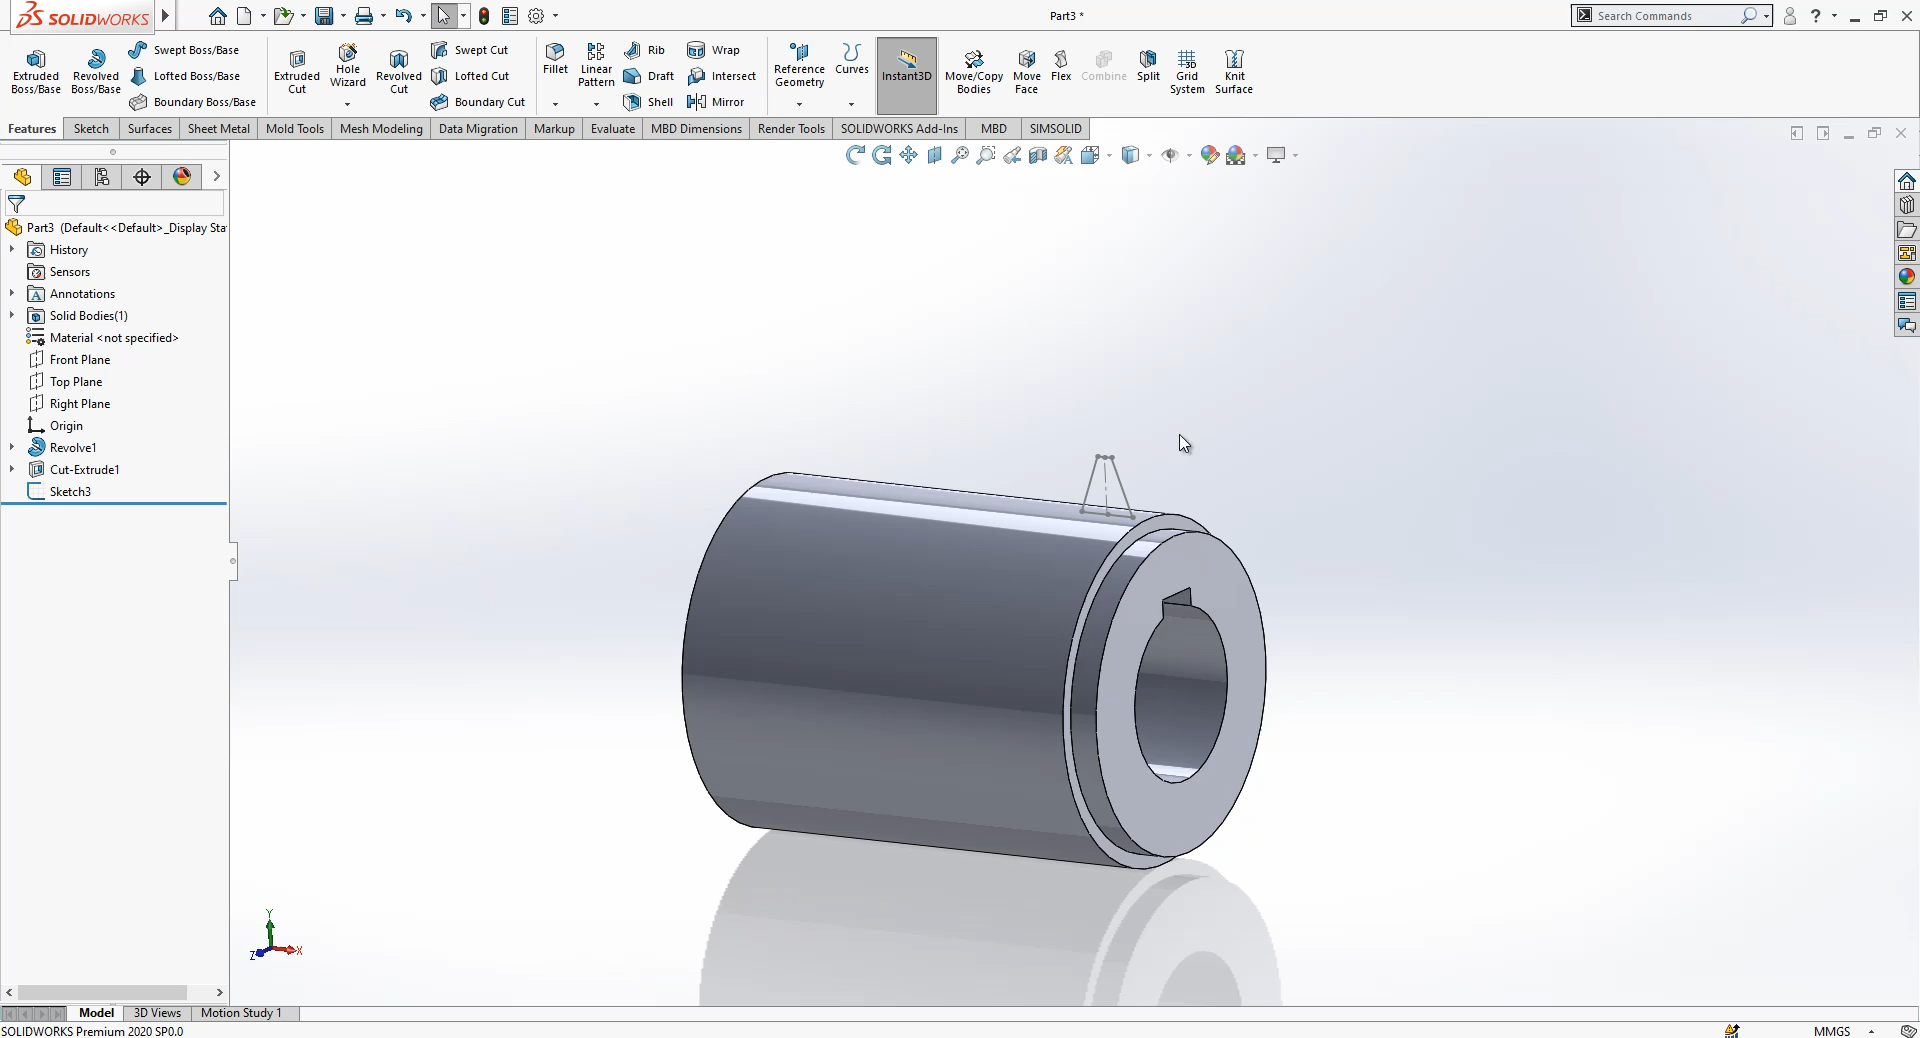 SOLIDWORKS
Part3 *
Search Commands
Extruded Boss/Base
Revolved Boss/Base
Swept Boss/Base
Lofted Boss/Base
Boundary Boss/Base
Extruded Cut
Hole Wizard
Revolved Cut
Swept Cut
Lofted Cut
Boundary Cut
Fillet
Linear Pattern
Rib
Draft
Shell
Wrap
Intersect
Mirror
Reference Geometry
Curves
Instant3D
Move/Copy Bodies
Move Face
Flex
Combine
Split
Grid System
Knit Surface
Features
Sketch
Surfaces
Sheet Metal
Mold Tools
Mesh Modeling
Data Migration
Markup
Evaluate
MBD Dimensions
Render Tools
SOLIDWORKS Add-Ins
MBD
SIMSOLID
Part3 (Default<<Default>_Display Sta
History
Sensors
Annotations
Solid Bodies(1)
Material <not specified>
Front Plane
Top Plane
Right Plane
Origin
Revolve1
Cut-Extrude1
Sketch3
Y
Z
X
Model
3D Views
Motion Study 1
SOLIDWORKS Premium 2020 SP0.0
MMGS